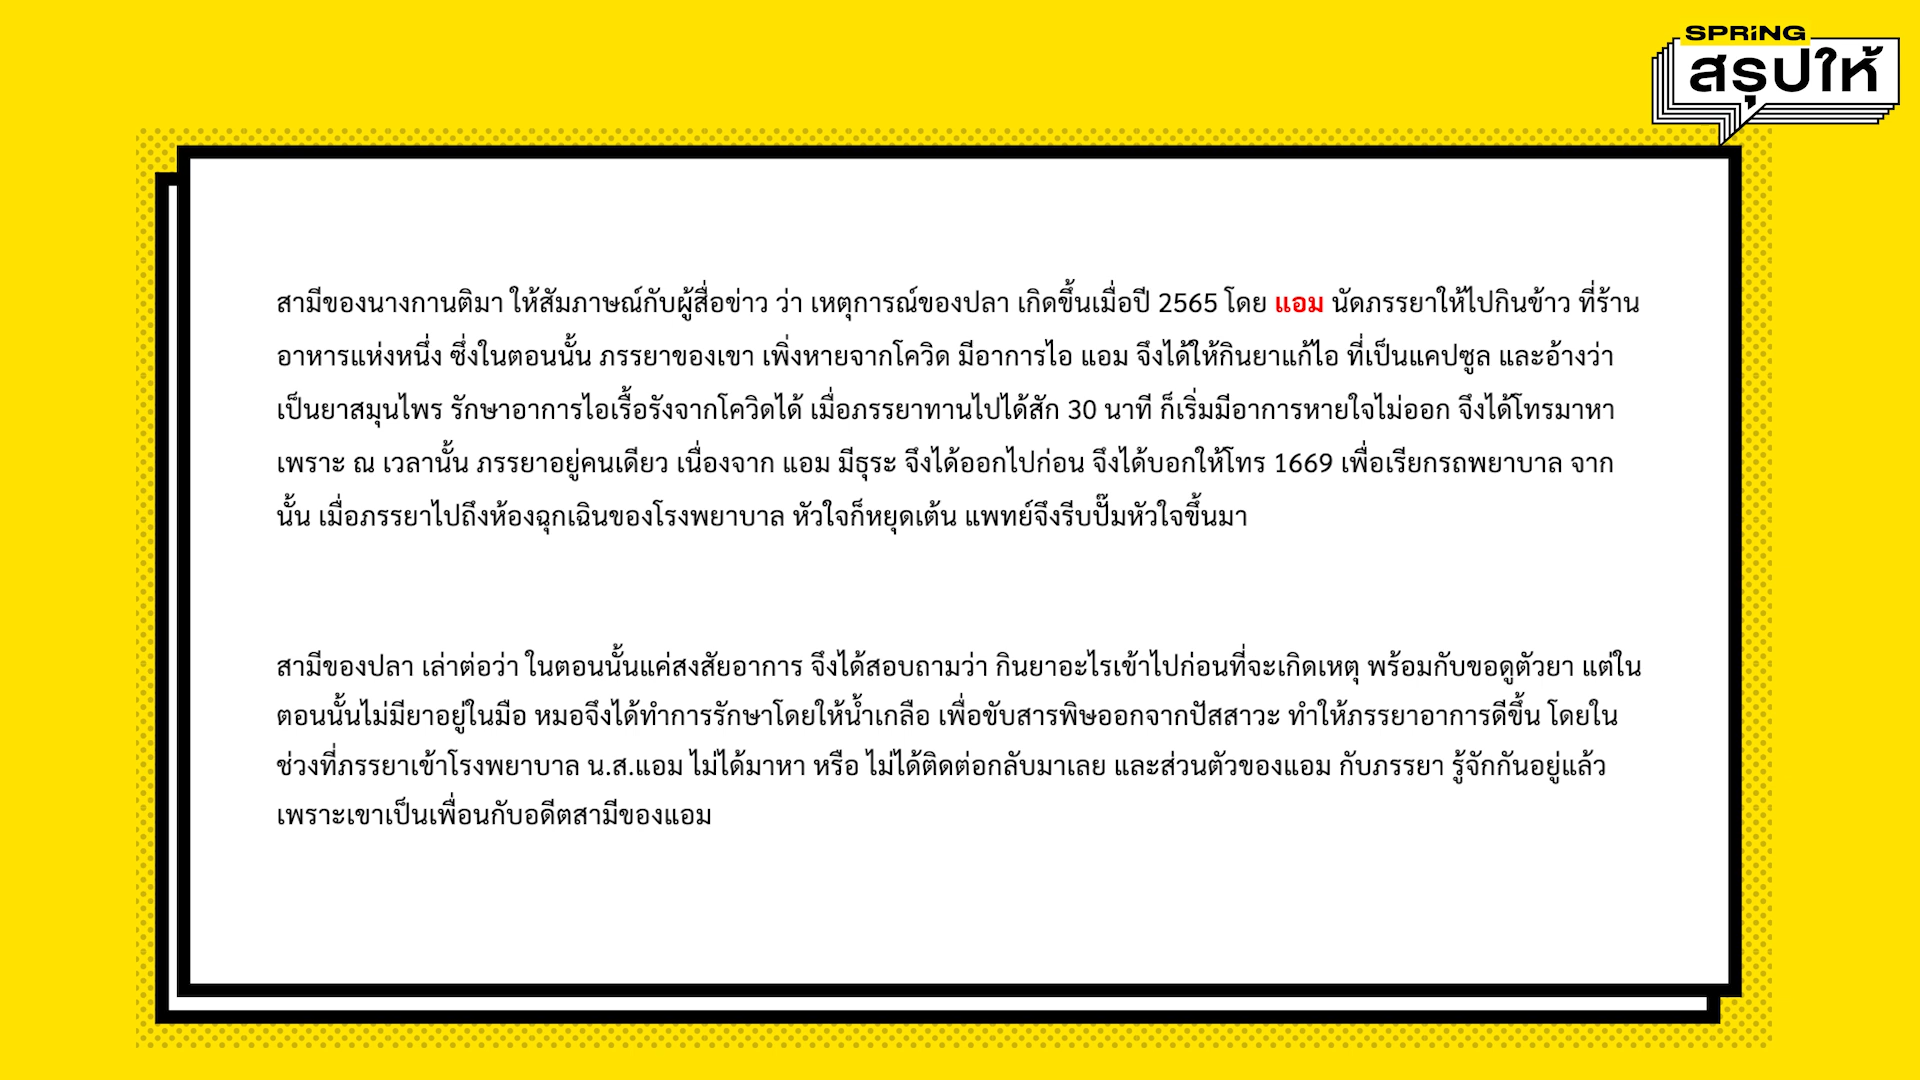 SPRiNG
สรุปให้
สามีของนางกานติมา ให้สัมภาษณ์กับผู้สื่อข่าว ว่า เหตุการณ์ของปลา เกิดขึ้นเมื่อปี 2565 โดย แอม นัดภรรยาให้ไปกินข้าว ที่ร้าน
อาหารแห่งหนึ่ง ซึ่งในตอนนั้น ภรรยาของเขา เพิ่งหายจากโควิด มีอาการไอ แอม จึงได้ให้กินยาแก้ไอ ที่เป็นแคปซูล และอ้างว่า
เป็นยาสมุนไพร รักษาอาการไอเรื้อรังจากโควิดได้ เมื่อภรรยาทานไปได้สัก 30 นาที ก็เริ่มมีอาการหายใจไม่ออก จึงได้โทรมาหา
เพราะ ณ เวลานั้น ภรรยาอยู่คนเดียว เนื่องจาก แอม มีธุระ จึงได้ออกไปก่อน จึงได้บอกให้โทร 1669 เพื่อเรียกรถพยาบาล จาก
นั้น เมื่อภรรยาไปถึงห้องฉุกเฉินของโรงพยาบาล หัวใจก็หยุดเต้น แพทย์จึงรีบปั๊มหัวใจขึ้นมา
สามีของปลา เล่าต่อว่า ในตอนนั้นแค่สงสัยอาการ จึงได้สอบถามว่า กินยาอะไรเข้าไปก่อนที่จะเกิดเหตุ พร้อมกับขอดูตัวยา แต่ใน
ตอนนั้นไม่มียาอยู่ในมือ หมอจึงได้ทำการรักษาโดยให้น้ำเกลือ เพื่อขับสารพิษออกจากปัสสาวะ ทำให้ภรรยาอาการดีขึ้น โดยใน
ช่วงที่ภรรยาเข้าโรงพยาบาล น.ส.แอม ไม่ได้มาหา หรือ ไม่ได้ติดต่อกลับมาเลย และส่วนตัวของแอม กับภรรยา รู้จักกันอยู่แล้ว
เพราะเขาเป็นเพื่อนกับอดีตสามีของแอม